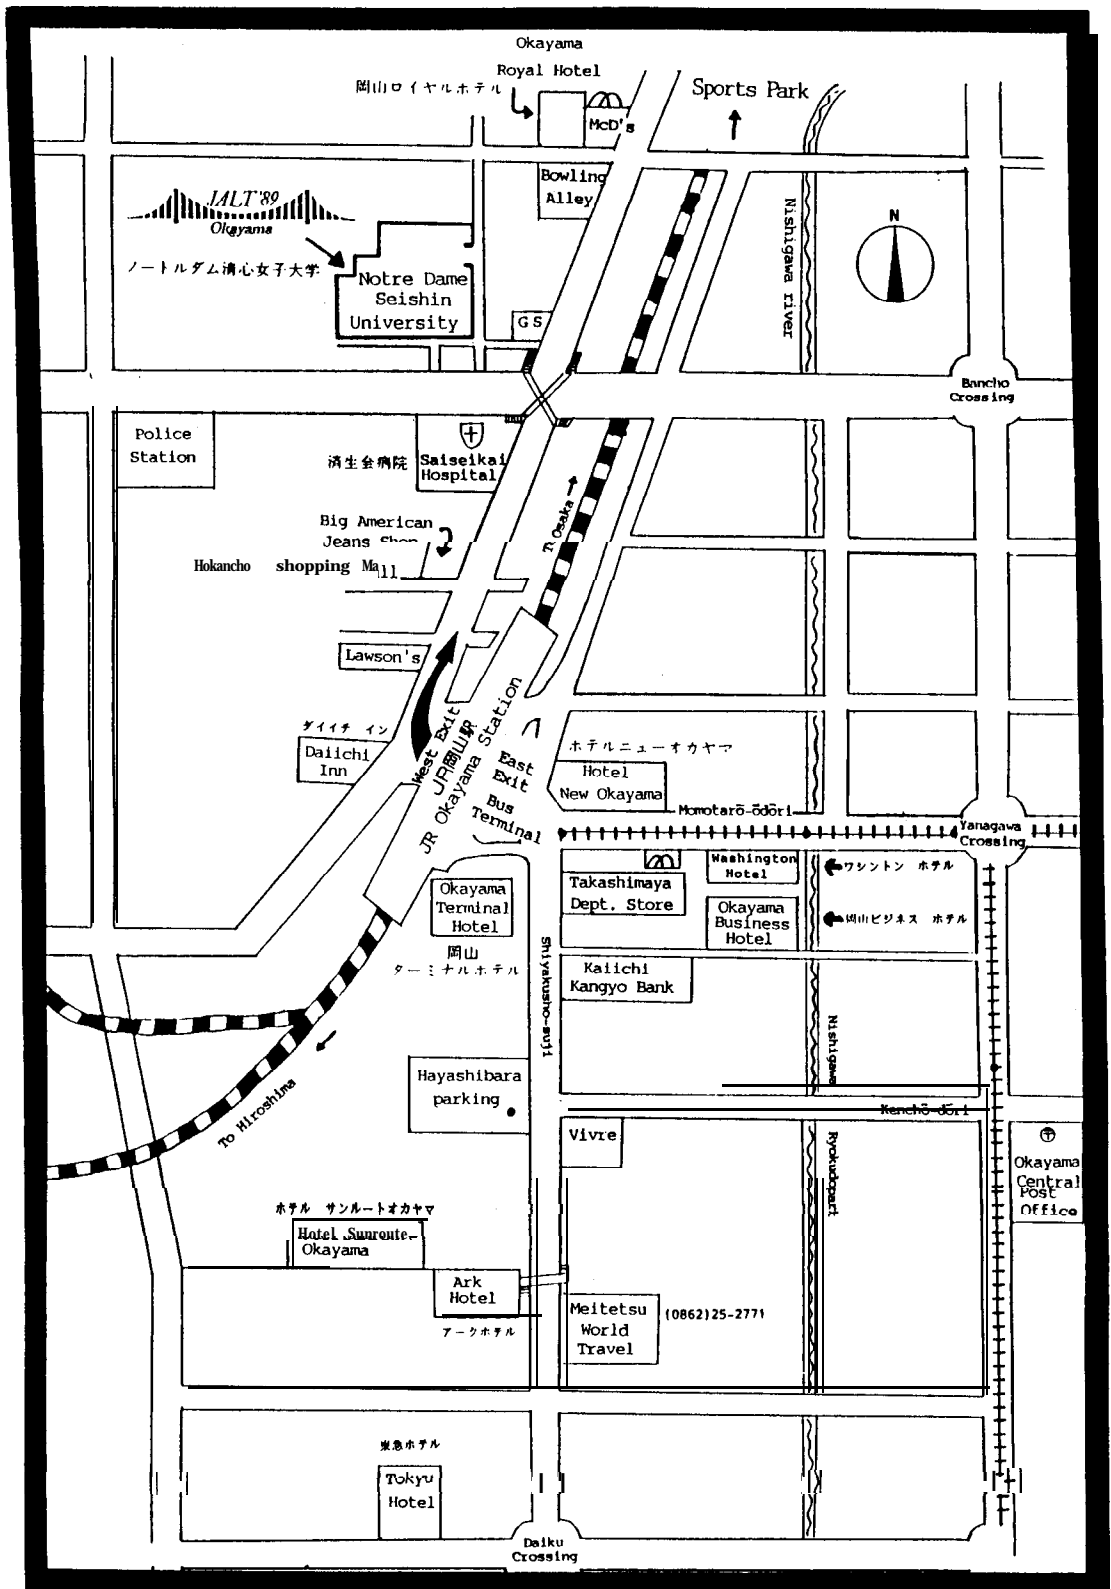 Okayama
Royal Hotel
岡山ロイヤルホテル
McD's
Sports Park
Bowling
Alley
JALT'89
Okayama
ノートルダム清心女子大学
Notre Dame
Seishin
University
Nishigawa river
N
G S
Bancho
Crossing
Police
Station
済生会病院
Saiseikai
Hospital
To Osaka
Big American
Jeans Shop
Hokancho shopping Mall
Lawson's
ダイイチ イン
Daiichi
Inn
West Exit
JR岡山駅
JR Okayama Station
East
Exit
Bus
Terminal
ホテルニューオカヤマ
Hotel
New Okayama
Momotarō-ōdōri
Yanagawa
Crossing
Washington
Hotel
ワシントン ホテル
Takashimaya
Dept. Store
Okayama
Business
Hotel
岡山ビジネス ホテル
Okayama
Terminal
Hotel
岡山
ターミナルホテル
Shiyakusho-suji
Kaiichi
Kangyo Bank
To Hiroshima
Hayashibara
parking
Nishigawa
Ryokudopart
Kenchō-dōri
Vivre
Okayama
Central
Post
Office
ホテル サンルートオカヤマ
Hotel Sunroute
Okayama
Ark
Hotel
アークホテル
Meitetsu
World
Travel
(0862)25-2771
東急ホテル
Tokyu
Hotel
Daiku
Crossing